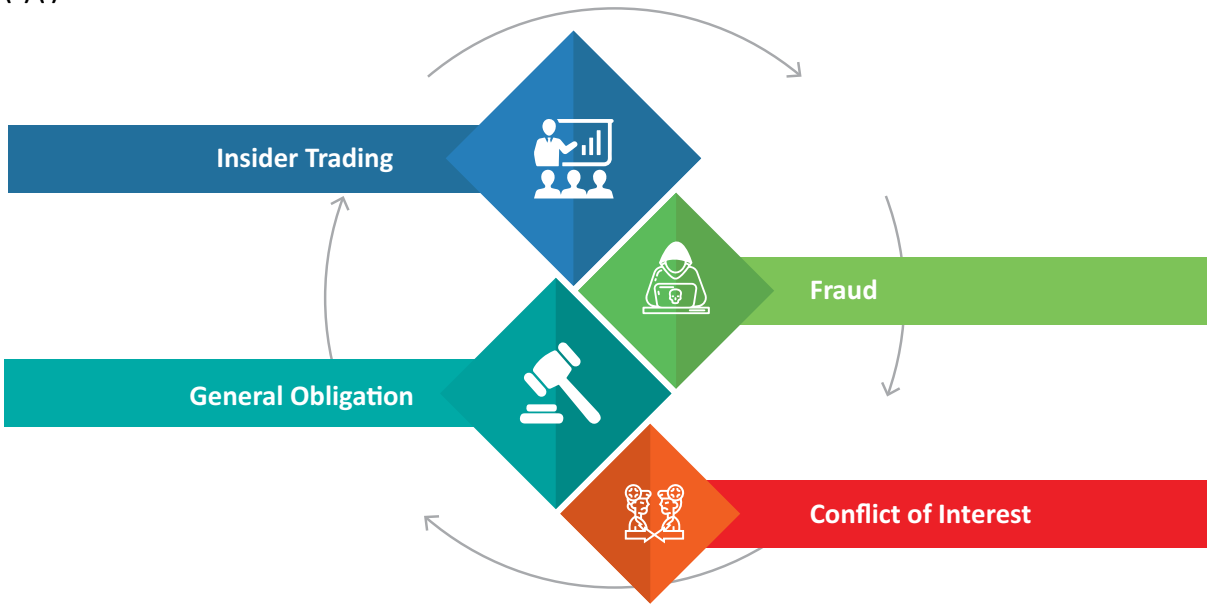 Insider Trading
Fraud
General Obligation
Conflict of Interest